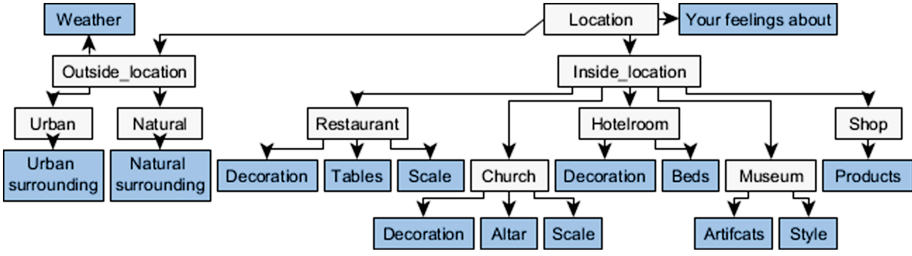 Weather
Location
Your feelings about
Outside_location
Inside_location
Urban
Natural
Restaurant
Hotelroom
Shop
Urban
surrounding
Natural
surrounding
Decoration
Tables
Scale
Church
Decoration
Beds
Museum
Products
Decoration
Altar
Scale
Artifcats
Style